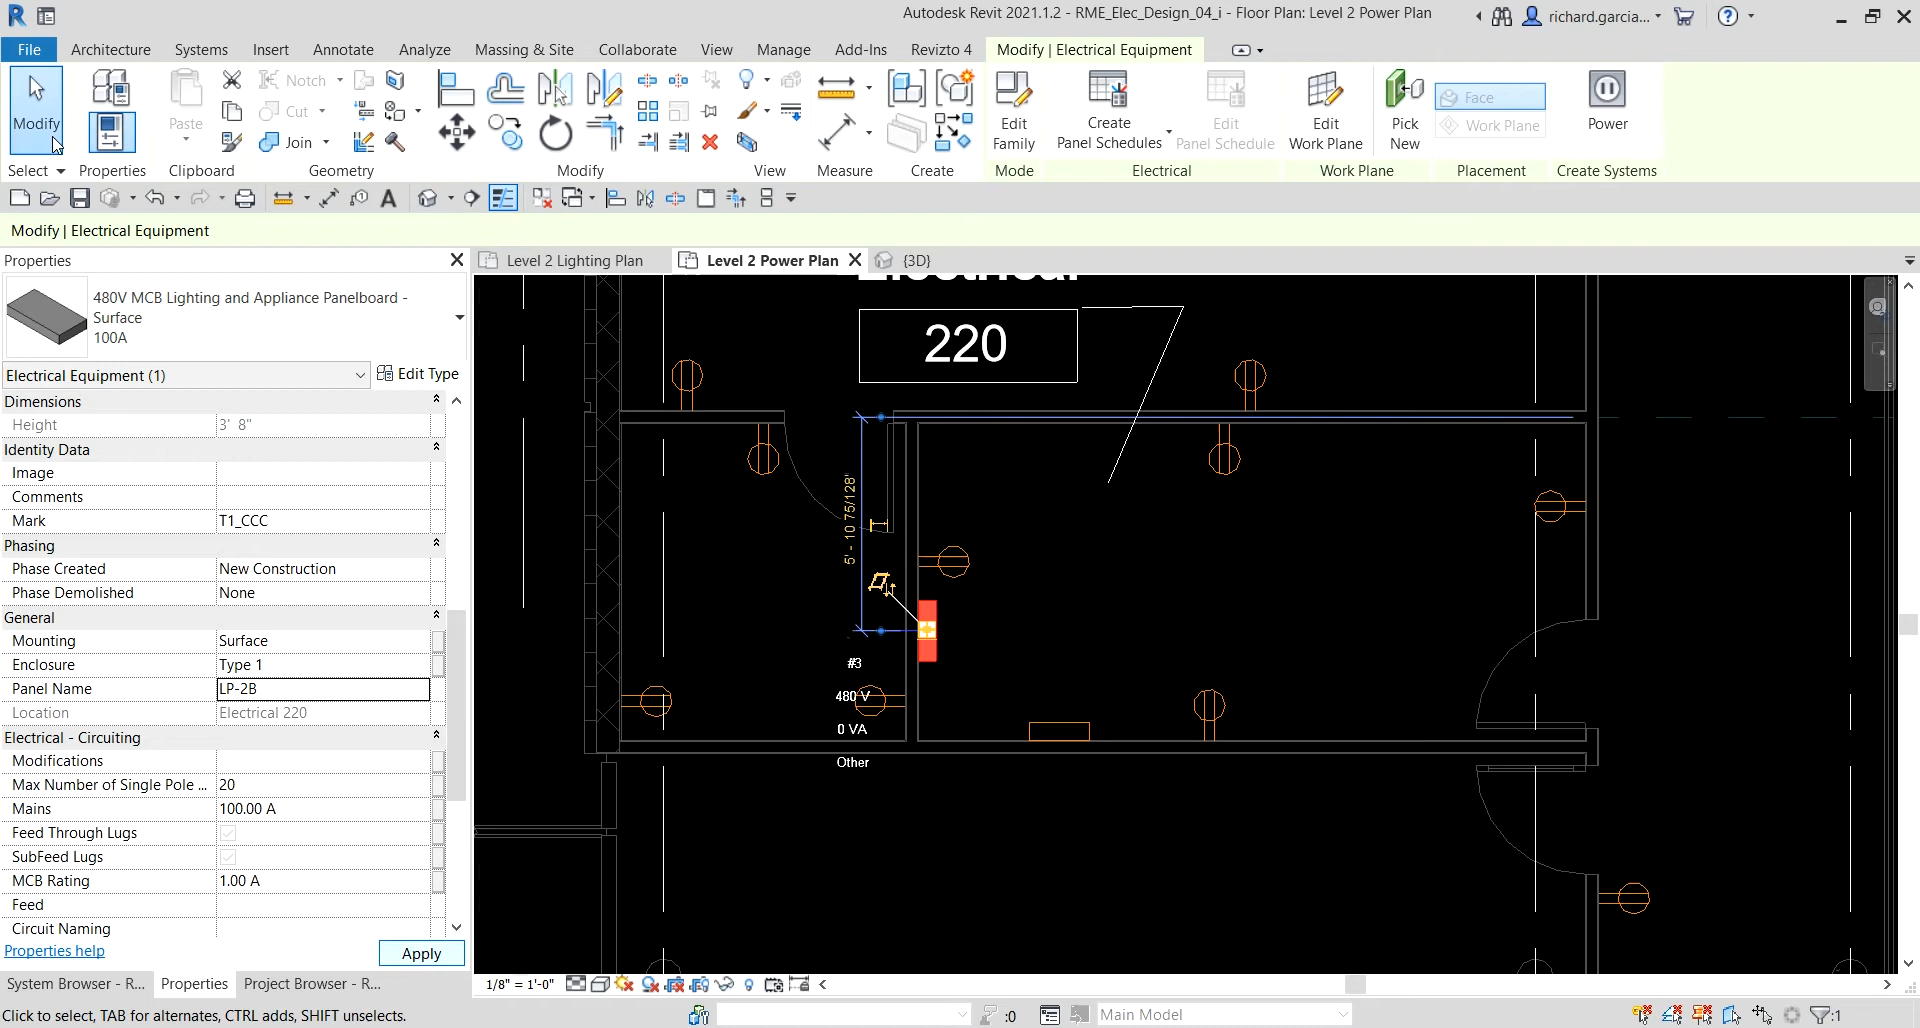 Autodesk Revit 2021.1.2 - RME_Elec_Design_04_i - Floor Plan: Level 2 Power Plan
richard.garcia...
File Architecture Systems Insert Annotate Analyze Massing & Site Collaborate View Manage Add-Ins Revizto 4 Modify | Electrical Equipment
Modify
Paste
Notch
Cut
Join
Edit Family
Create Panel Schedules
Edit Panel Schedule
Edit Work Plane
Pick New
Face
Work Plane
Power
Select Properties Clipboard Geometry Modify View Measure Create Mode Electrical Work Plane Placement Create Systems
Modify | Electrical Equipment
Properties
Level 2 Lighting Plan
Level 2 Power Plan
{3D}
480V MCB Lighting and Appliance Panelboard -
Surface
100A
Electrical Equipment (1)
Edit Type
Dimensions
Height 3' 8"
Identity Data
Image
Comments
Mark T1_CCC
Phasing
Phase Created New Construction
Phase Demolished None
General
Mounting Surface
Enclosure Type 1
Panel Name LP-2B
Location Electrical 220
Electrical - Circuiting
Modifications
Max Number of Single Pole ... 20
Mains 100.00 A
Feed Through Lugs
SubFeed Lugs
MCB Rating 1.00 A
Feed
Circuit Naming
Properties help
Apply
System Browser - R...
Properties
Project Browser - R...
Electrical
220
5' - 10 75/128"
#3
480 V
0 VA
Other
1/8" = 1'-0"
Click to select, TAB for alternates, CTRL adds, SHIFT unselects.
:0
Main Model
:1